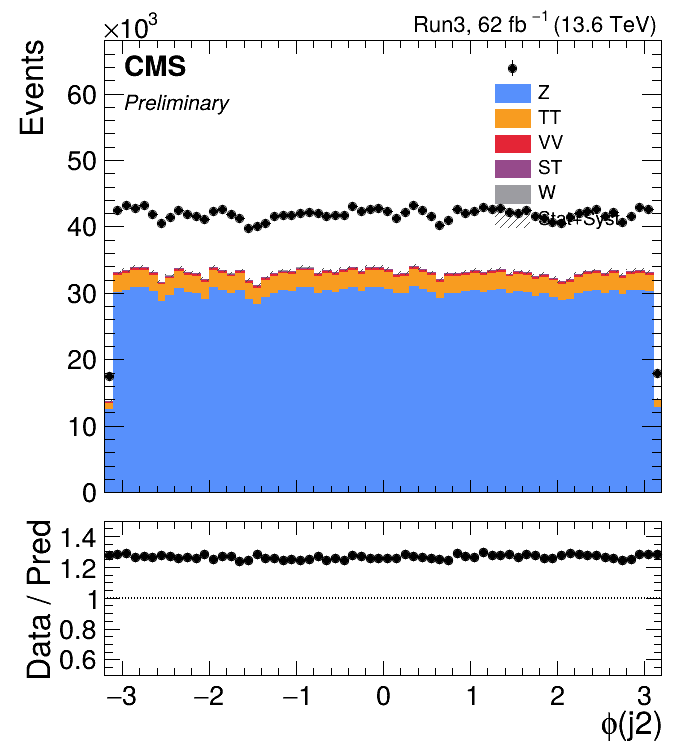 ×10³
Run3, 62 fb ⁻¹ (13.6 TeV)
Events
CMS
Preliminary
Z
TT
VV
ST
W
Stat+Syst
60
50
40
30
20
10
0
Data / Pred
1.4
1.2
1
0.8
0.6
−3 −2 −1 0 1 2 3
ϕ(j2)